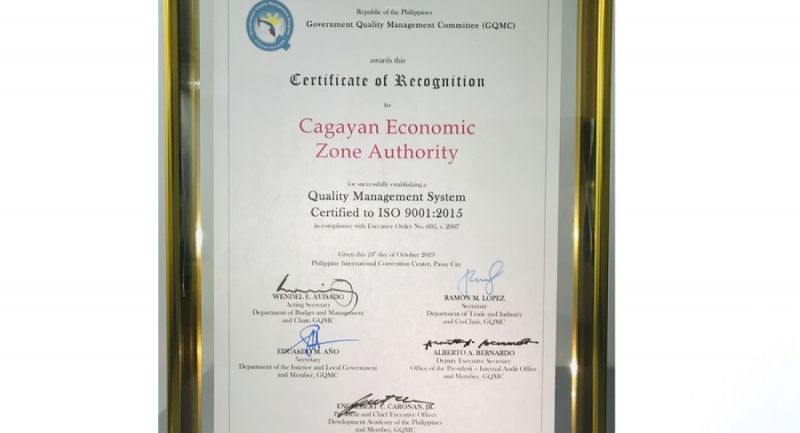 Republic of the Philippines
Government Quality Management Committee (GQMC)
awards this
Certificate of Recognition
to
Cagayan Economic
Zone Authority
for successfully establishing a
Quality Management System
Certified to ISO 9001:2015
in compliance with Executive Order No. 605, s. 2007
Given this 24th day of October 2019
Philippine International Convention Center, Pasay City
WENDEL E. AVISADO
Acting Secretary
Department of Budget and Management
and Chair, GQMC
RAMON M. LOPEZ
Secretary
Department of Trade and Industry
and Co-Chair, GQMC
EDUARDO M. AÑO
Secretary
Department of the Interior and Local Government
and Member, GQMC
ALBERTO A. BERNARDO
Deputy Executive Secretary
Office of the President – Internal Audit Office
and Member, GQMC
ENGELBERT C. CARONAN, JR.
President and Chief Executive Officer
Development Academy of the Philippines
and Member, GQMC